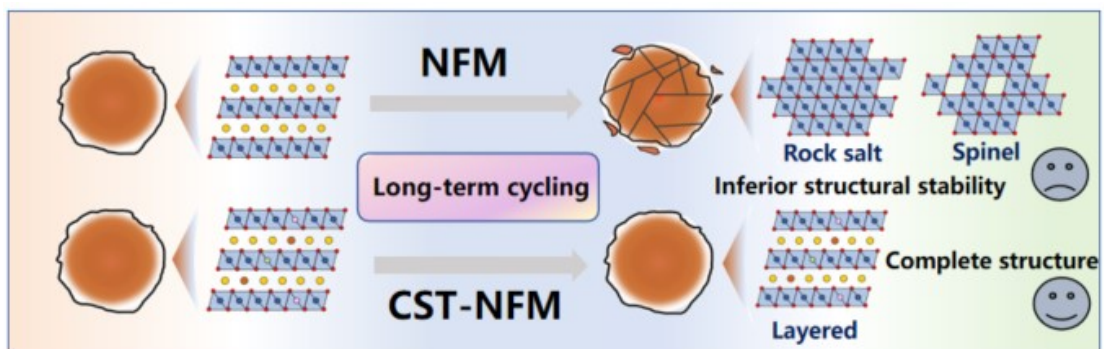 NFM
Rock salt
Spinel
Inferior structural stability
Long-term cycling
CST-NFM
Complete structure
Layered